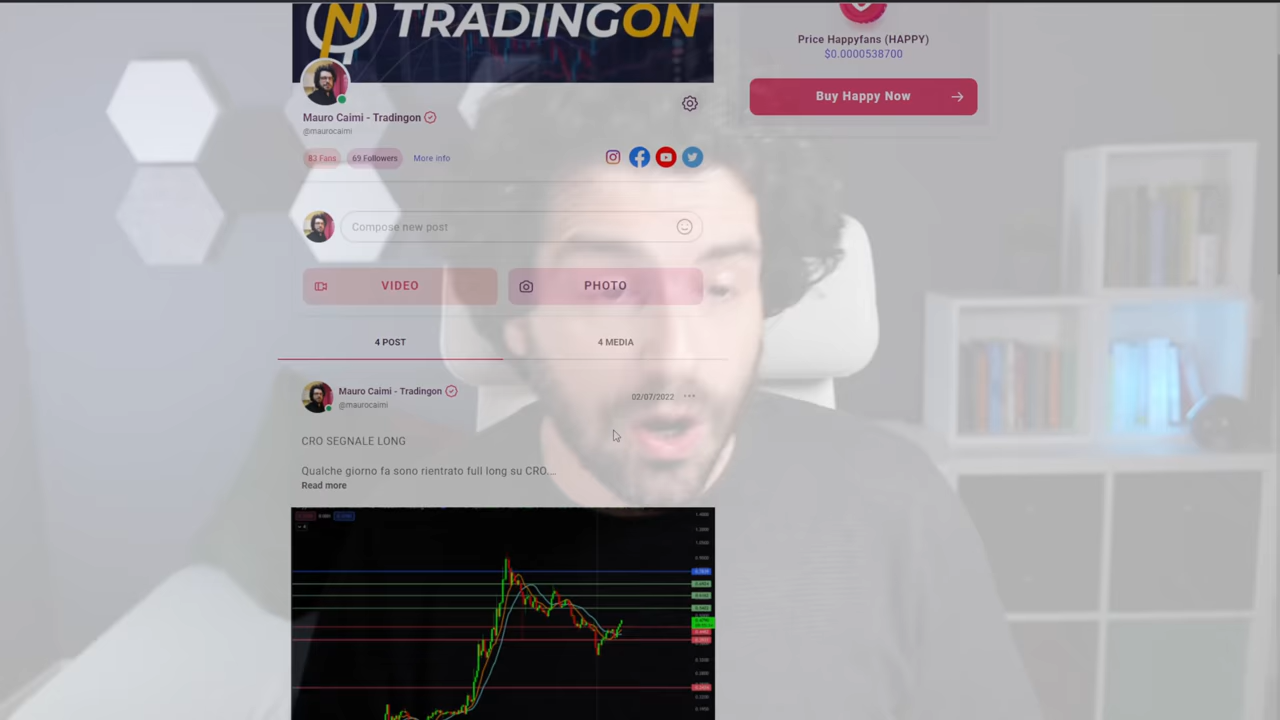 TRADINGON
Price Happyfans (HAPPY)
$0.0000538700
Buy Happy Now
Mauro Caimi - Tradingon
@maurocaimi
83 Fans
69 Followers
More info
Compose new post
VIDEO
PHOTO
4 POST
4 MEDIA
Mauro Caimi - Tradingon
@maurocaimi
02/07/2022
CRO SEGNALE LONG
Qualche giorno fa sono rientrato full long su CRO...
Read more